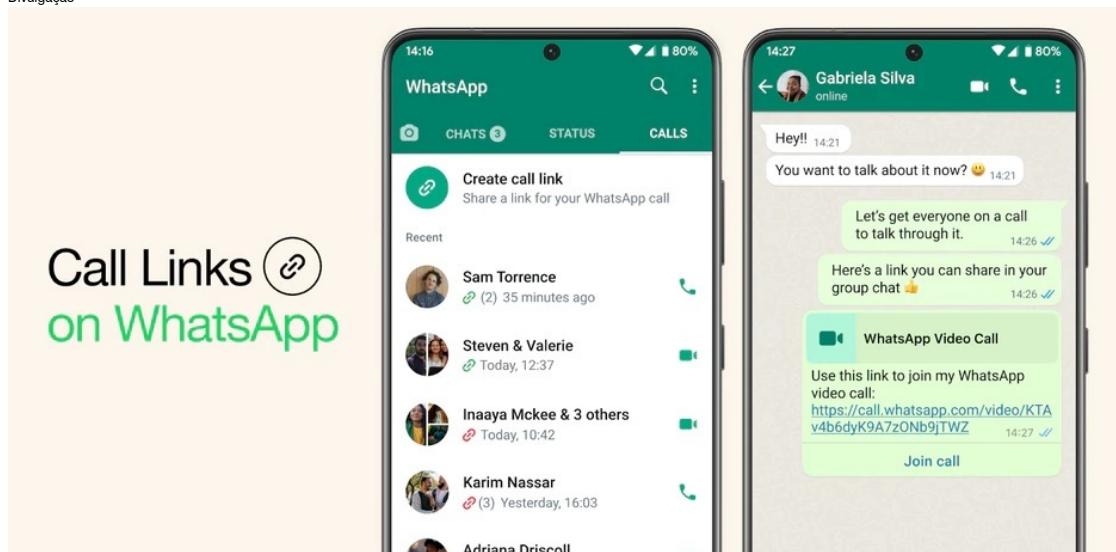 Divulgação
Call Links
on WhatsApp
14:16
80%
WhatsApp
CHATS 3
STATUS
CALLS
Create call link
Share a link for your WhatsApp call
Recent
Sam Torrence
(2) 35 minutes ago
Steven & Valerie
Today, 12:37
Inaaya Mckee & 3 others
Today, 10:42
Karim Nassar
(3) Yesterday, 16:03
Adriana Driscoll
14:27
80%
Gabriela Silva
online
Hey!! 14:21
You want to talk about it now? 😃 14:21
Let's get everyone on a call
to talk through it. 14:26
Here's a link you can share in your
group chat 👍 14:26
WhatsApp Video Call
Use this link to join my WhatsApp
video call:
https://call.whatsapp.com/video/KTA
v4b6dyK9A7zONb9jTWZ 14:27
Join call